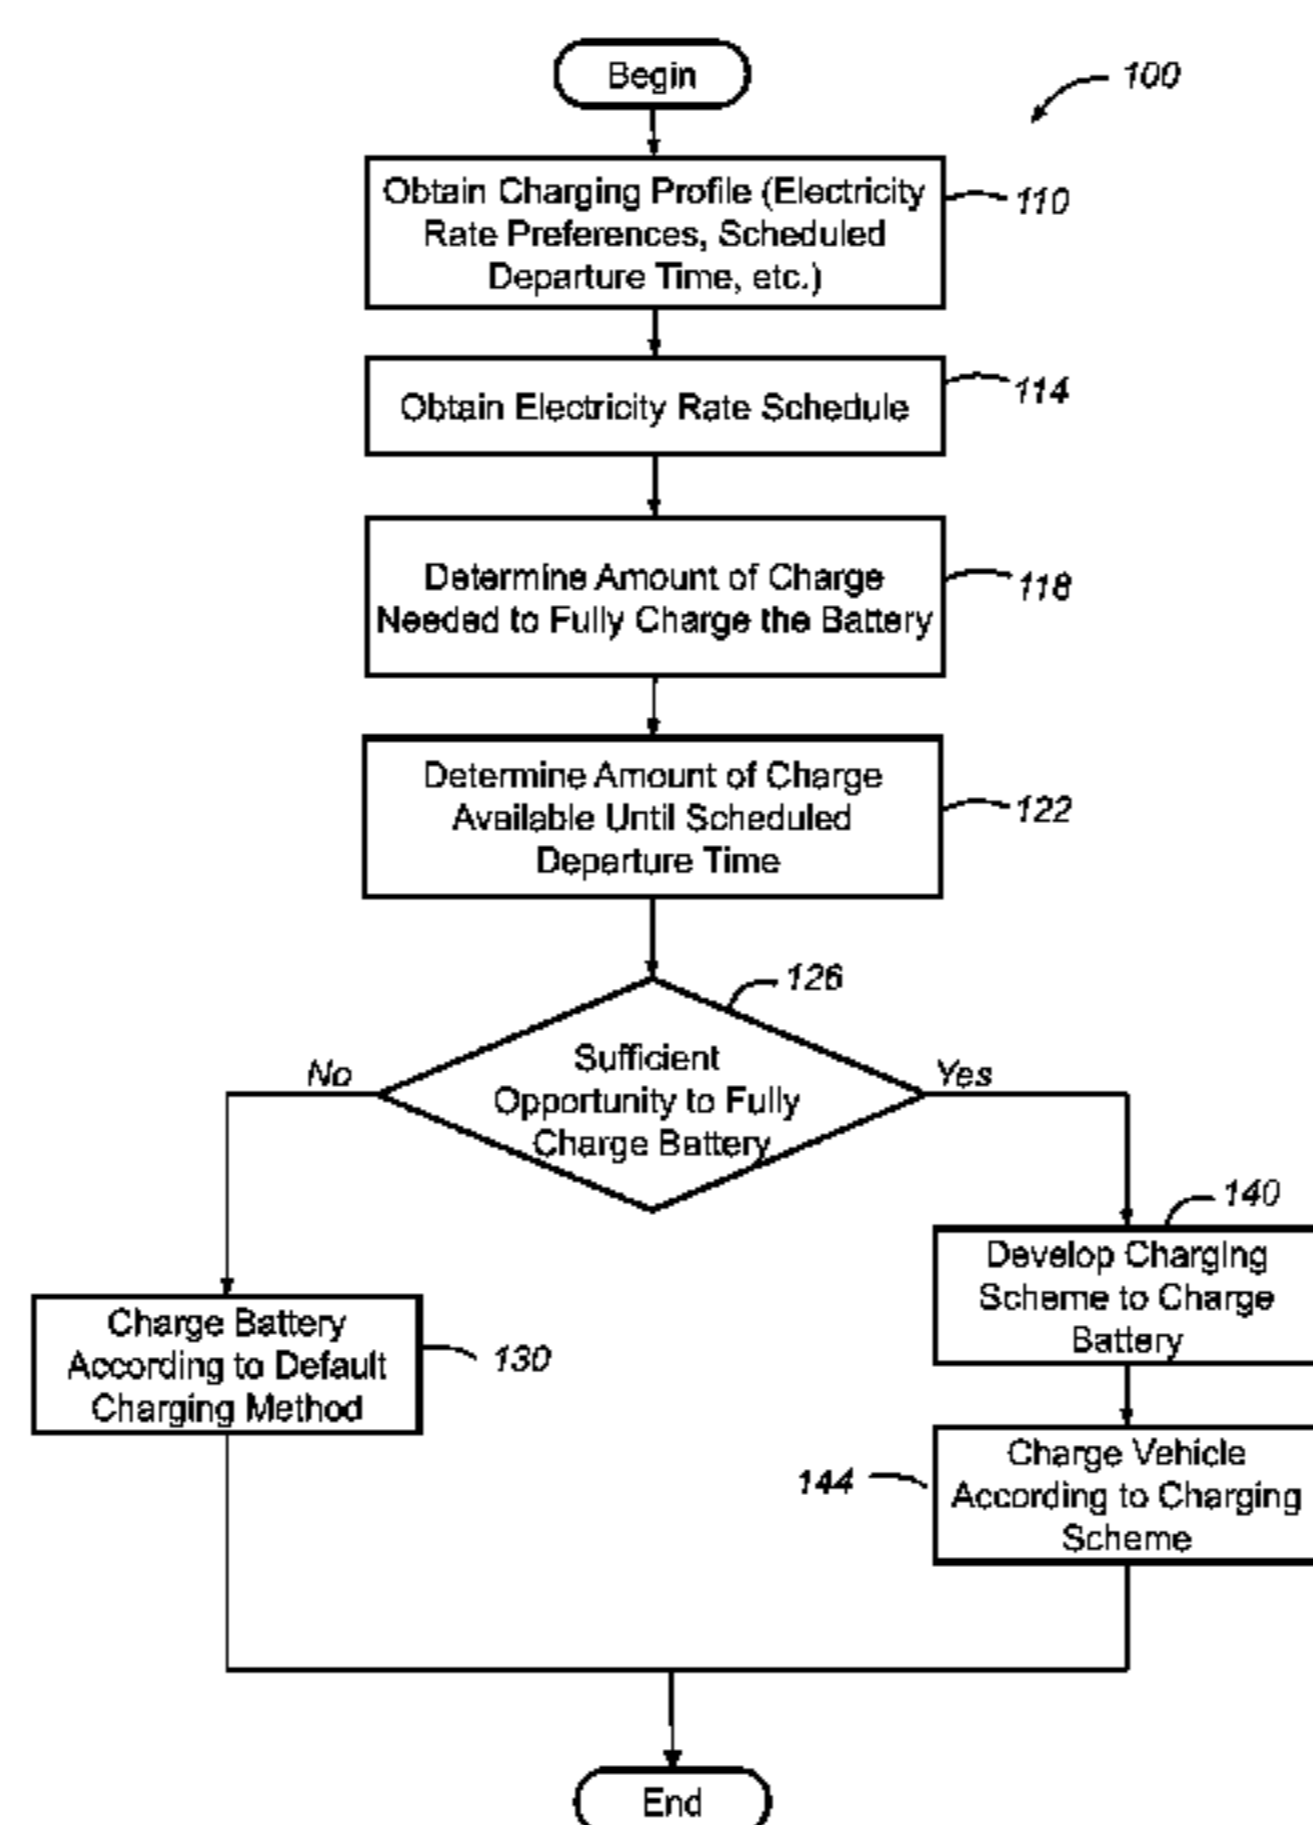 Begin
100
Obtain Charging Profile (Electricity
Rate Preferences, Scheduled
Departure Time, etc.)
110
Obtain Electricity Rate Schedule
114
Determine Amount of Charge
Needed to Fully Charge the Battery
118
Determine Amount of Charge
Available Until Scheduled
Departure Time
122
126
Sufficient
Opportunity to Fully
Charge Battery
No
Yes
Charge Battery
According to Default
Charging Method
130
140
Develop Charging
Scheme to Charge
Battery
144
Charge Vehicle
According to Charging
Scheme
End